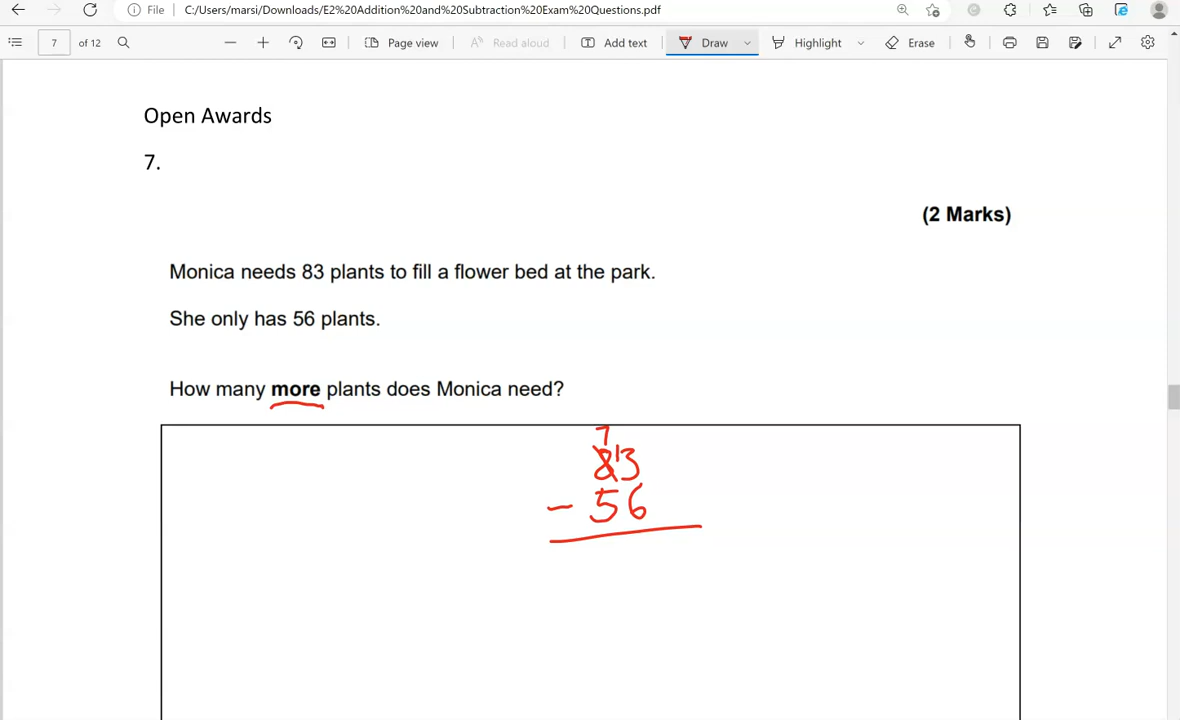 File C:/Users/marsi/Downloads/E2%20Addition%20and%20Subtraction%20Exam%20Questions.pdf
7 of 12 Page view Read aloud Add text Draw Highlight Erase
Open Awards
7.
(2 Marks)
Monica needs 83 plants to fill a flower bed at the park.
She only has 56 plants.
How many more plants does Monica need?
7
8 13
- 56